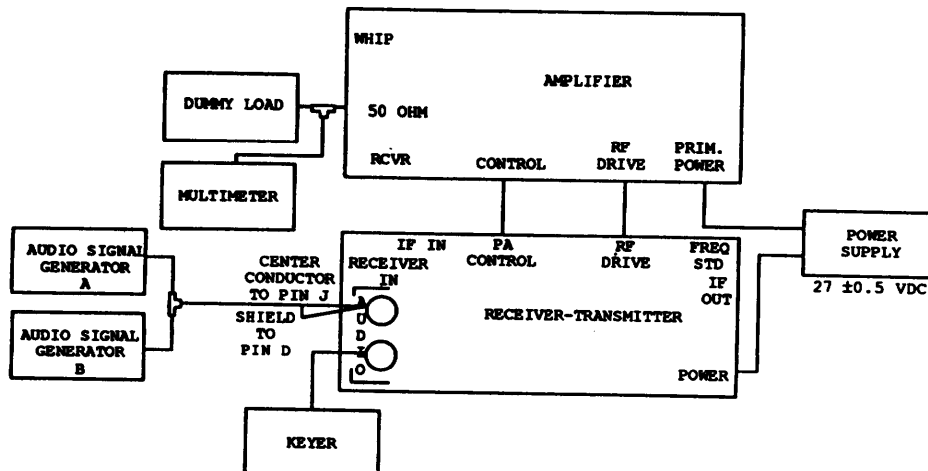 WHIP
AMPLIFIER
DUMMY LOAD
50 OHM
RCVR
CONTROL
RF
DRIVE
PRIM.
POWER
MULTIMETER
AUDIO SIGNAL
GENERATOR
A
AUDIO SIGNAL
GENERATOR
B
CENTER
CONDUCTOR
TO PIN J
SHIELD
TO
PIN D
IF IN
RECEIVER
IN
PA
CONTROL
RF
DRIVE
FREQ
STD
IF
OUT
AUDIO
RECEIVER-TRANSMITTER
POWER
POWER
SUPPLY
27 ±0.5 VDC
KEYER